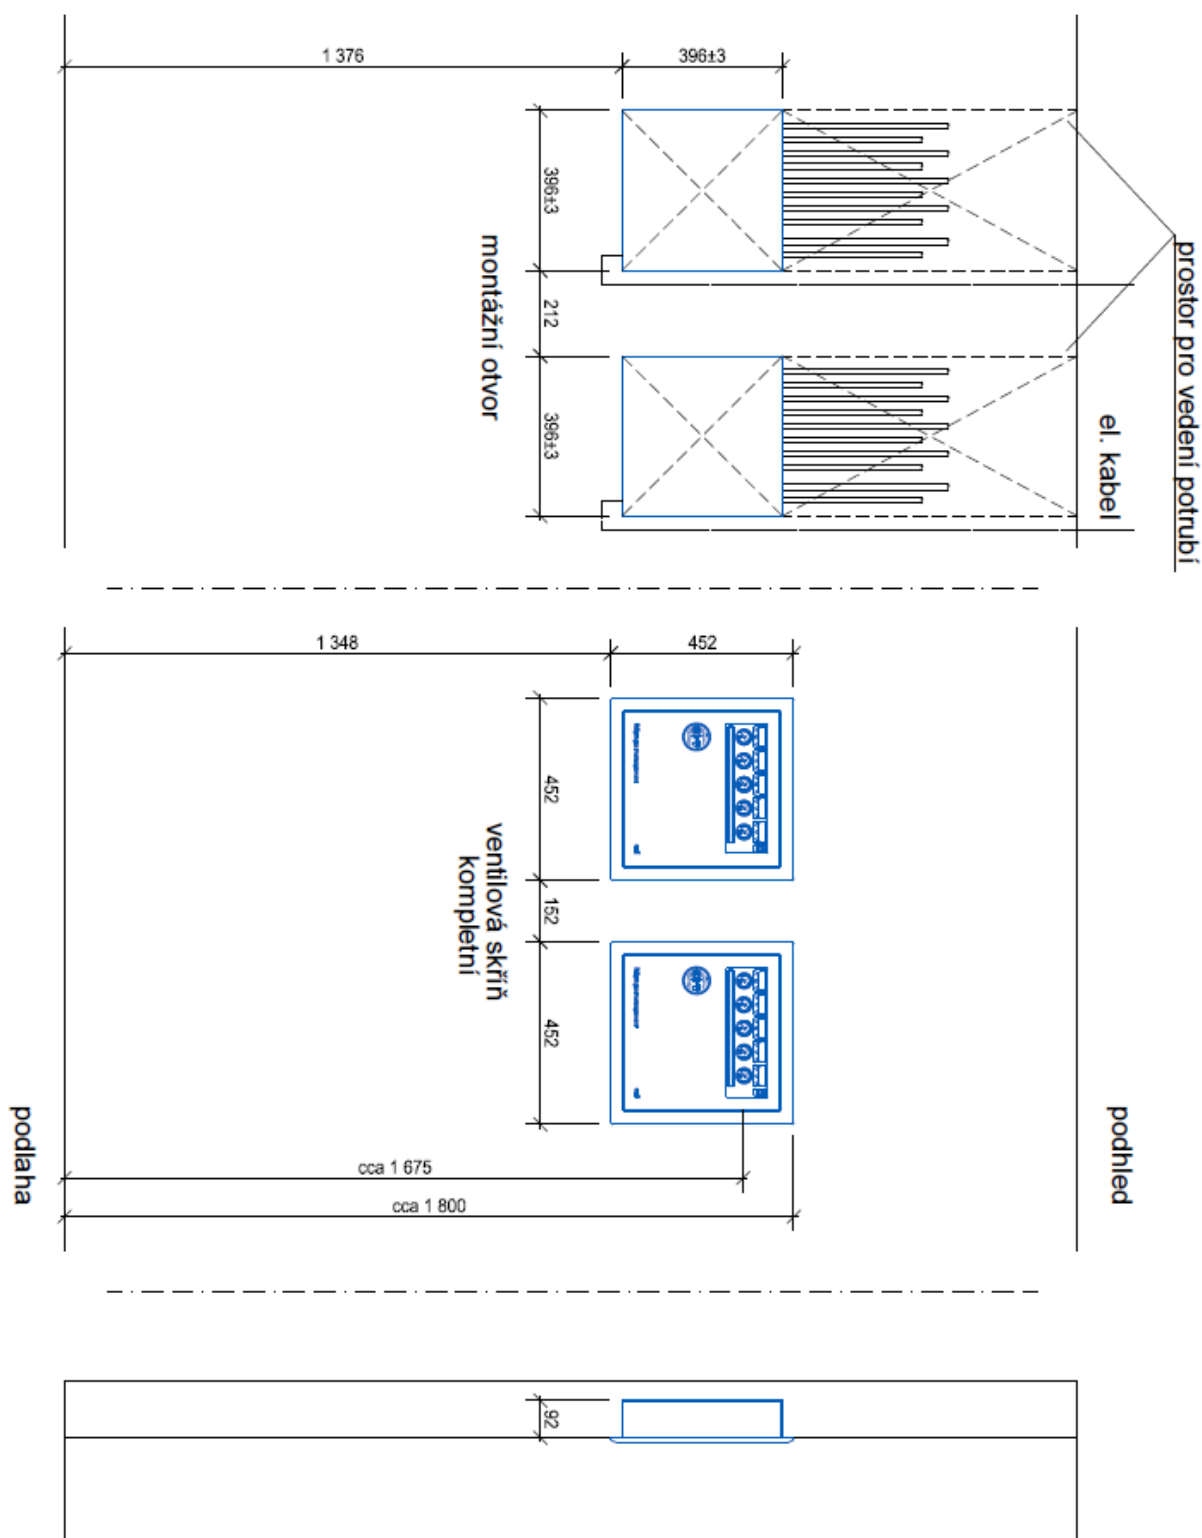 1 376
396±3
396±3
212
396±3
montážní otvor
prostor pro vedení potrubí
el. kabel
1 348
452
452
152
452
ventilová skříň
kompletní
cca 1 675
cca 1 800
podlaha
podhled
92